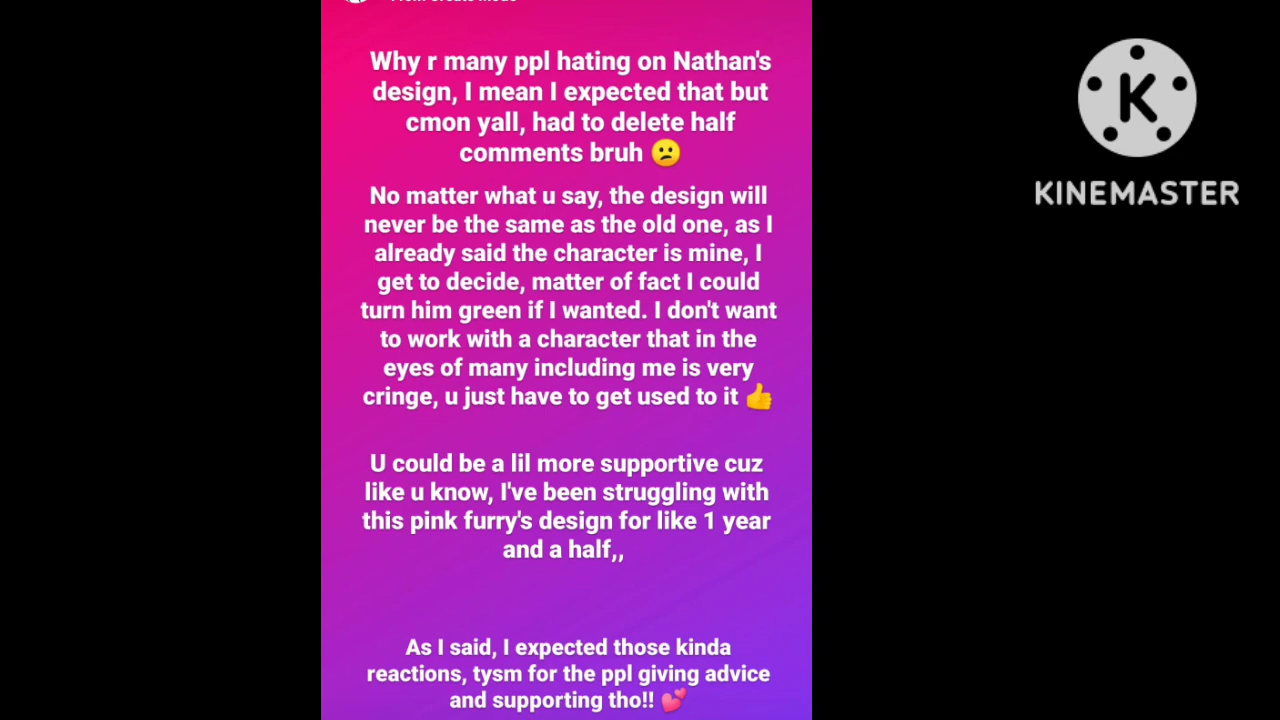 Why r many ppl hating on Nathan's
design, I mean I expected that but
cmon yall, had to delete half
comments bruh 😕
No matter what u say, the design will
never be the same as the old one, as I
already said the character is mine, I
get to decide, matter of fact I could
turn him green if I wanted. I don't want
to work with a character that in the
eyes of many including me is very
cringe, u just have to get used to it 👍
U could be a lil more supportive cuz
like u know, I've been struggling with
this pink furry's design for like 1 year
and a half,,
As I said, I expected those kinda
reactions, tysm for the ppl giving advice
and supporting tho!! 💕
K
KINEMASTER